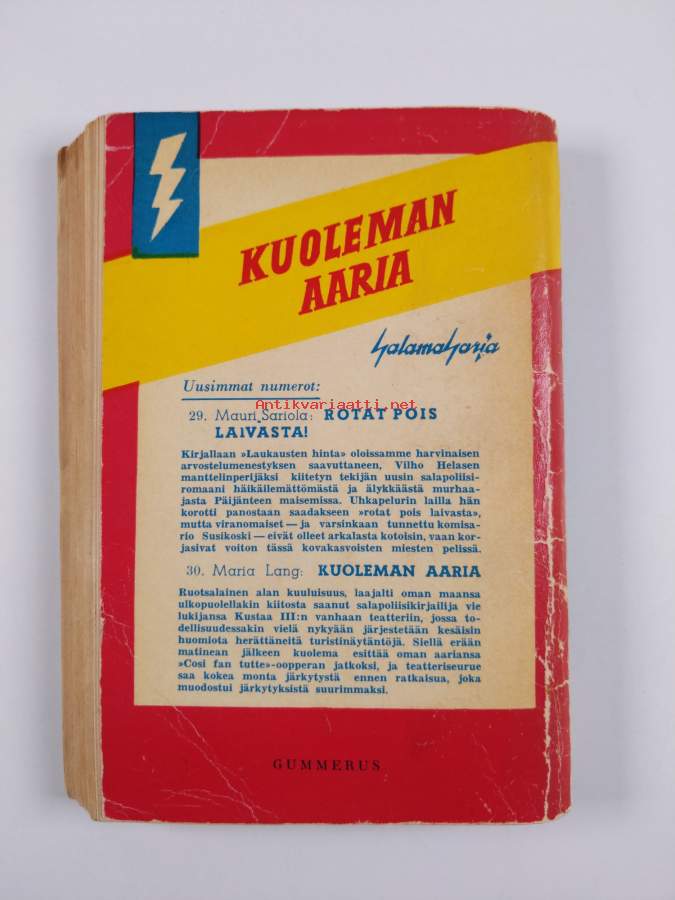 KUOLEMAN
AARIA
Salamasarja
Uusimmat numerot:
Antikvariaatti.net
29. Mauri Sariola: ROTAT POIS
LAIVASTA!
Kirjallaan »Laukausten hinta» oloissamme harvinaisen
arvostelumenestyksen saavuttaneen, Vilho Helasen
manttelinperijäksi kiitetyn tekijän uusin salapoliisi-
romaani häikäilemättömästä ja älykkäästä murhaa-
jasta Päijänteen maisemissa. Uhkapelurin lailla hän
korotti panostaan saadakseen »rotat pois laivasta»,
mutta viranomaiset — ja varsinkaan tunnettu komisa-
rio Susikoski — eivät olleet arkalasta kotoisin, vaan kor-
jasivat voiton tässä kovakasvoisten miesten pelissä.
30. Maria Lang: KUOLEMAN AARIA
Ruotsalainen alan kuuluisuus, laajalti oman maansa
ulkopuolellakin kiitosta saanut salapoliisikirjailija vie
lukijansa Kustaa III:n vanhaan teatteriin, jossa to-
dellisuudessakin vielä nykyään järjestetään kesäisin
huomiota herättäneitä turistinäytäntöjä. Siellä erään
matinean jälkeen kuolema esittää oman aariansa
»Cosi fan tutte»-oopperan jatkoksi, ja teatteriseurue
saa kokea monta järkytystä ennen ratkaisua, joka
muodostui järkytyksistä suurimmaksi.
GUMMERUS